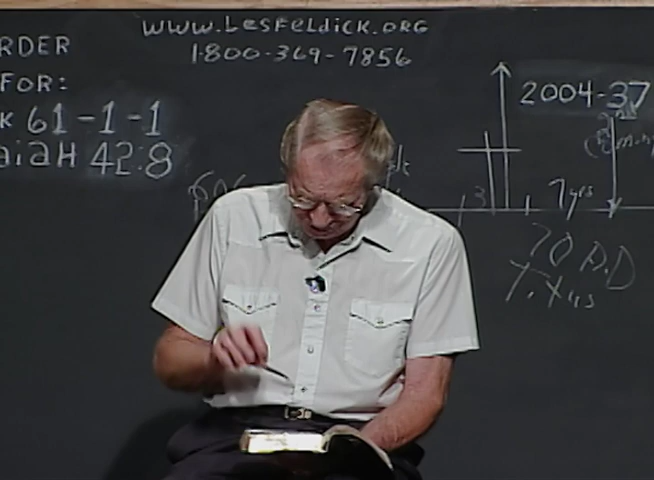 WWW.LESFELDICK.ORG
1-800-369-7856
RDER
FOR:
K 61-1-1
aiaH 42:8
2004-37
3
7 yrs
70 A.D